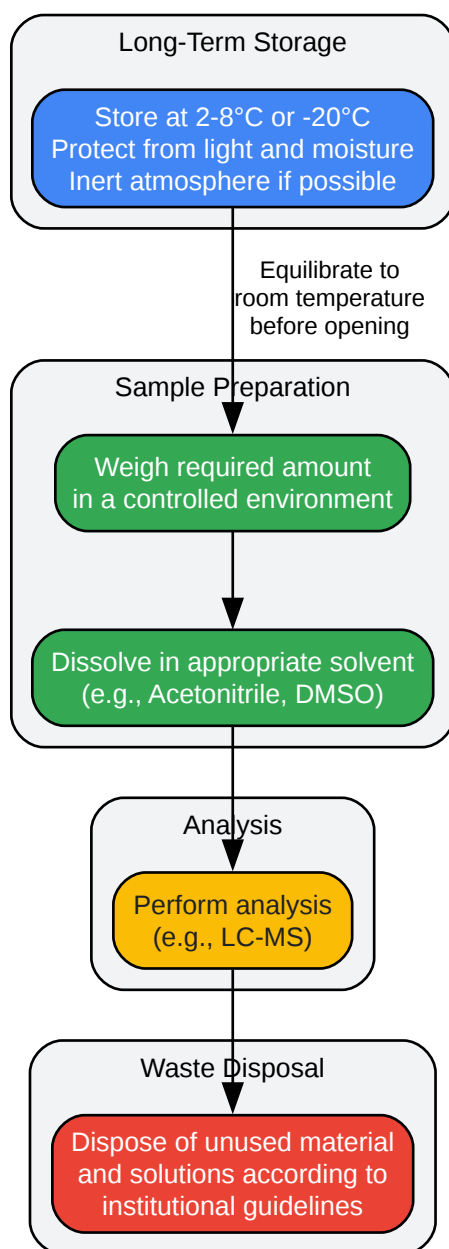 Long-Term Storage
Store at 2-8°C or -20°C
Protect from light and moisture
Inert atmosphere if possible
Equilibrate to
room temperature
before opening
Sample Preparation
Weigh required amount
in a controlled environment
Dissolve in appropriate solvent
(e.g., Acetonitrile, DMSO)
Analysis
Perform analysis
(e.g., LC-MS)
Waste Disposal
Dispose of unused material
and solutions according to
institutional guidelines